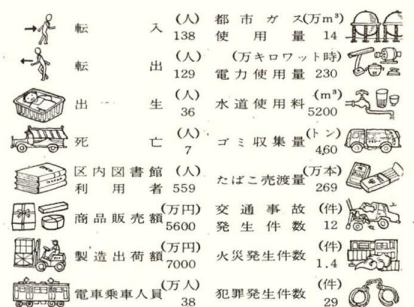 転入 (人) 138
転出 (人) 129
出生 (人) 36
死亡 (人) 7
区内図書館利用者 (人) 559
商品販売額 (万円) 5600
製造出荷額 (万円) 7000
電車乗車人員 (万人) 38
都市ガス使用量 (万m³) 14
電力使用量 (万キロワット時) 230
水道使用料 (m³) 5200
ゴミ収集量 (トン) 460
たばこ売渡量 (万本) 269
交通事故発生件数 (件) 12
火災発生件数 (件) 1.4
犯罪発生件数 (件) 29